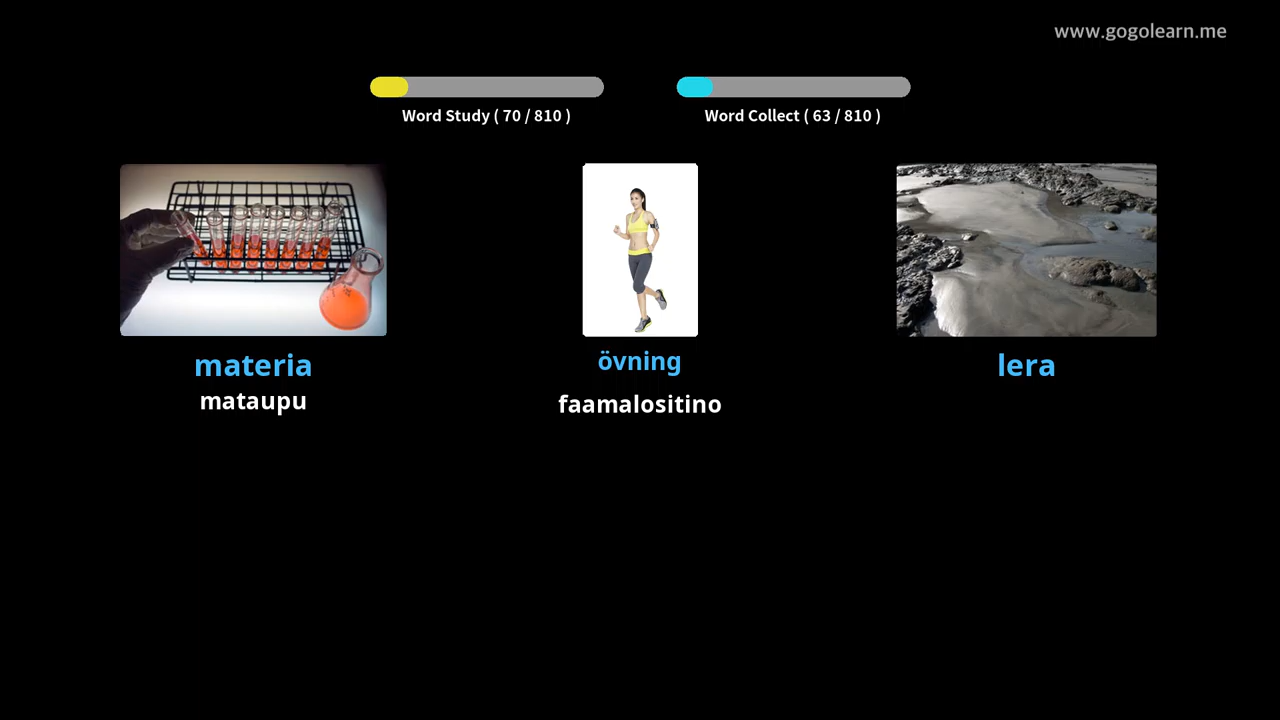 www.gogolearn.me
Word Study ( 70 / 810 )
Word Collect ( 63 / 810 )
materia
mataupu
övning
faamalositino
lera